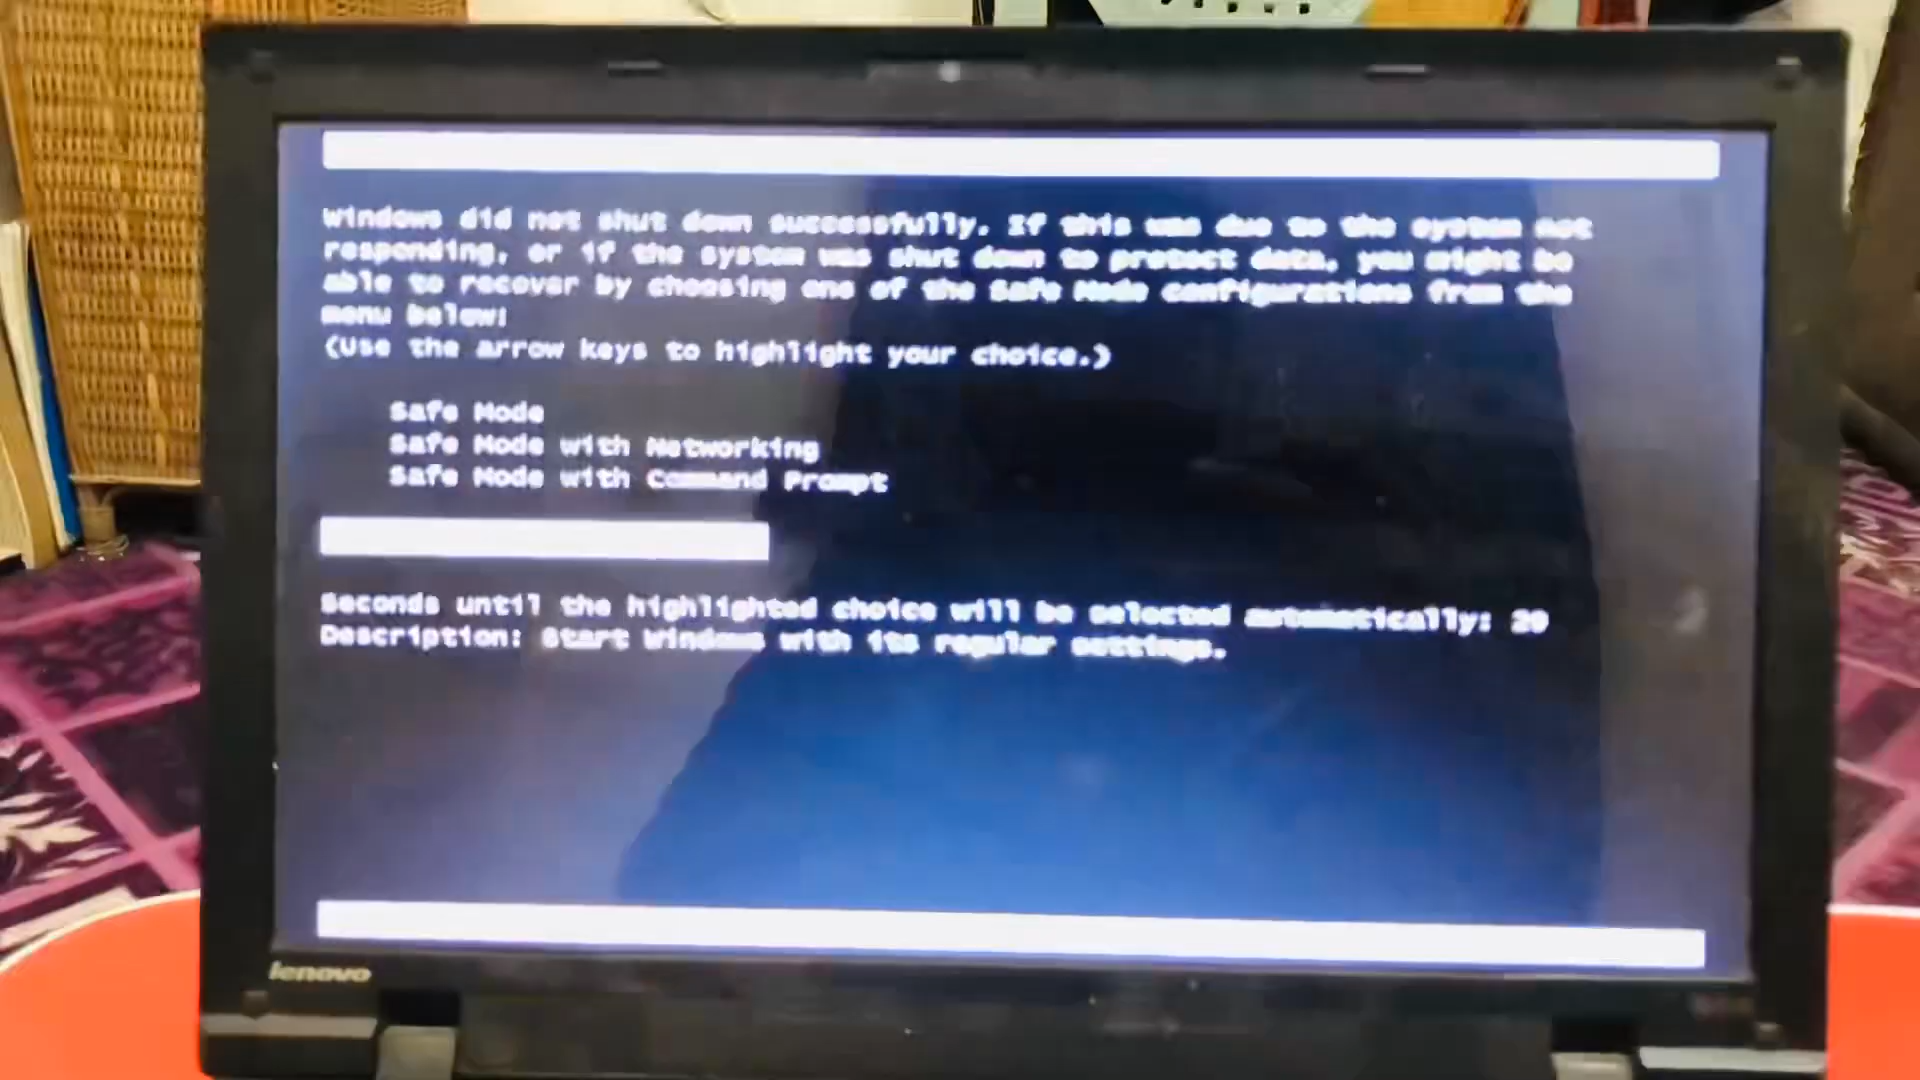 Windows did not shut down successfully. If this was due to the system not
responding, or if the system was shut down to protect data, you might be
able to recover by choosing one of the Safe Mode configurations from the
menu below:
(Use the arrow keys to highlight your choice.)
Safe Mode
Safe Mode with Networking
Safe Mode with Command Prompt
Seconds until the highlighted choice will be selected automatically: 29
Description: Start Windows with its regular settings.
lenovo